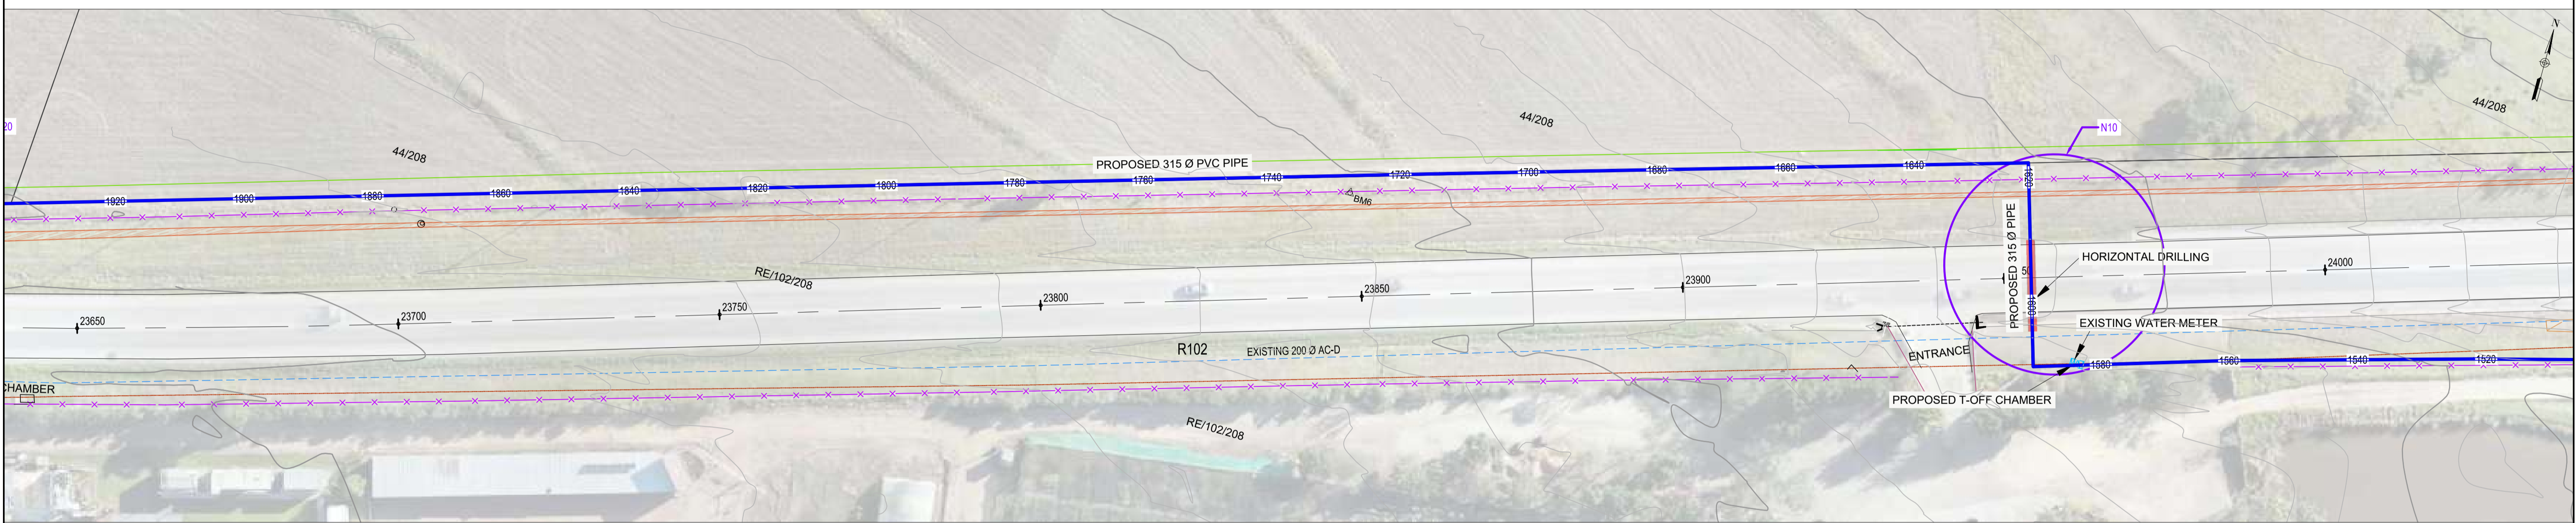 N
44/208
20
N10
44/208
44/208
PROPOSED 315 Ø PVC PIPE
1920
1900
1880
1860
1840
1820
1800
1780
1760
1740
1720
1700
1680
1660
1640
1620
BM6
PROPOSED 315 Ø PIPE
HORIZONTAL DRILLING
RE/102/208
50
1600
23650
23700
23750
23800
23850
23900
24000
EXISTING WATER METER
R102
EXISTING 200 Ø AC-D
ENTRANCE
1580
1560
1540
1520
CHAMBER
PROPOSED T-OFF CHAMBER
RE/102/208